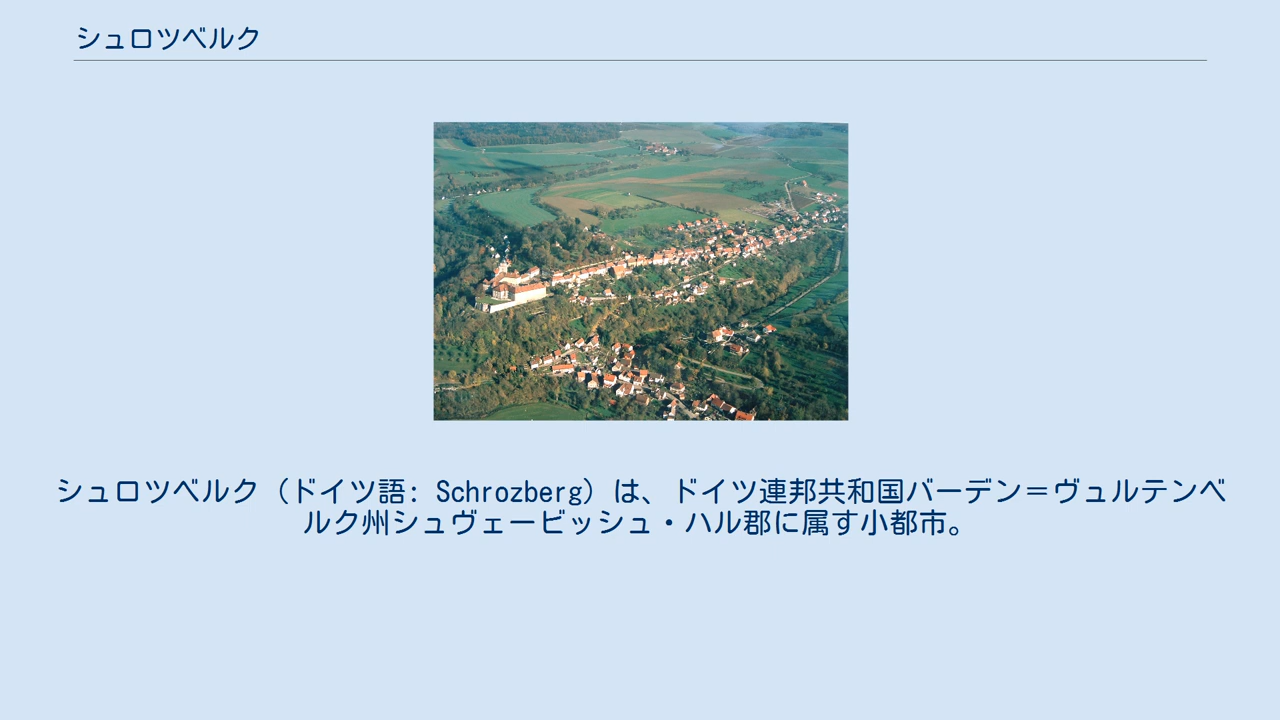 シュロツベルク
シュロツベルク（ドイツ語: Schrozberg）は、ドイツ連邦共和国バーデン＝ヴュルテンベ
ルク州シュヴェービッシュ・ハル郡に属す小都市。